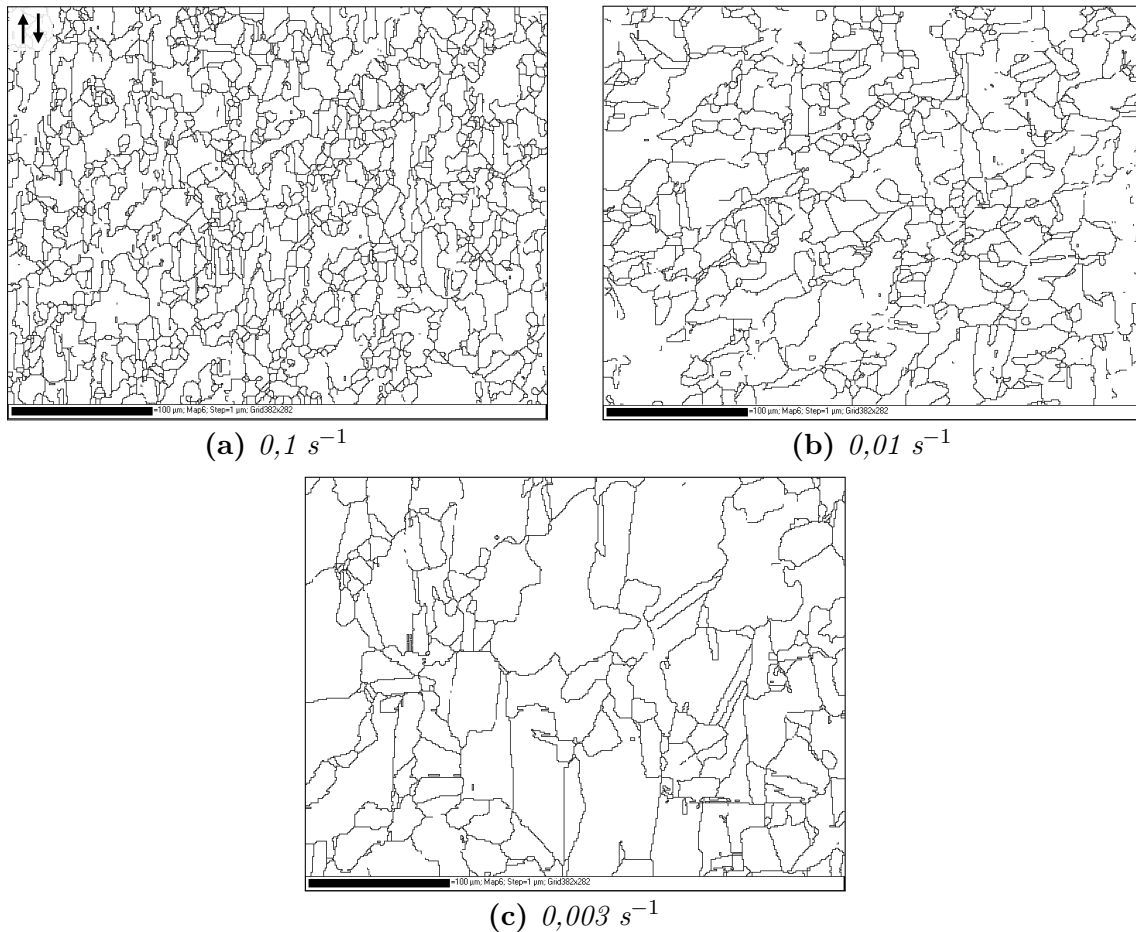 =100 µm; Map6; Step=1 µm; Grid382x282
=100 µm; Map6; Step=1 µm; Grid382x282
(a) 0,1 s⁻¹
(b) 0,01 s⁻¹
=100 µm; Map6; Step=1 µm; Grid382x282
(c) 0,003 s⁻¹